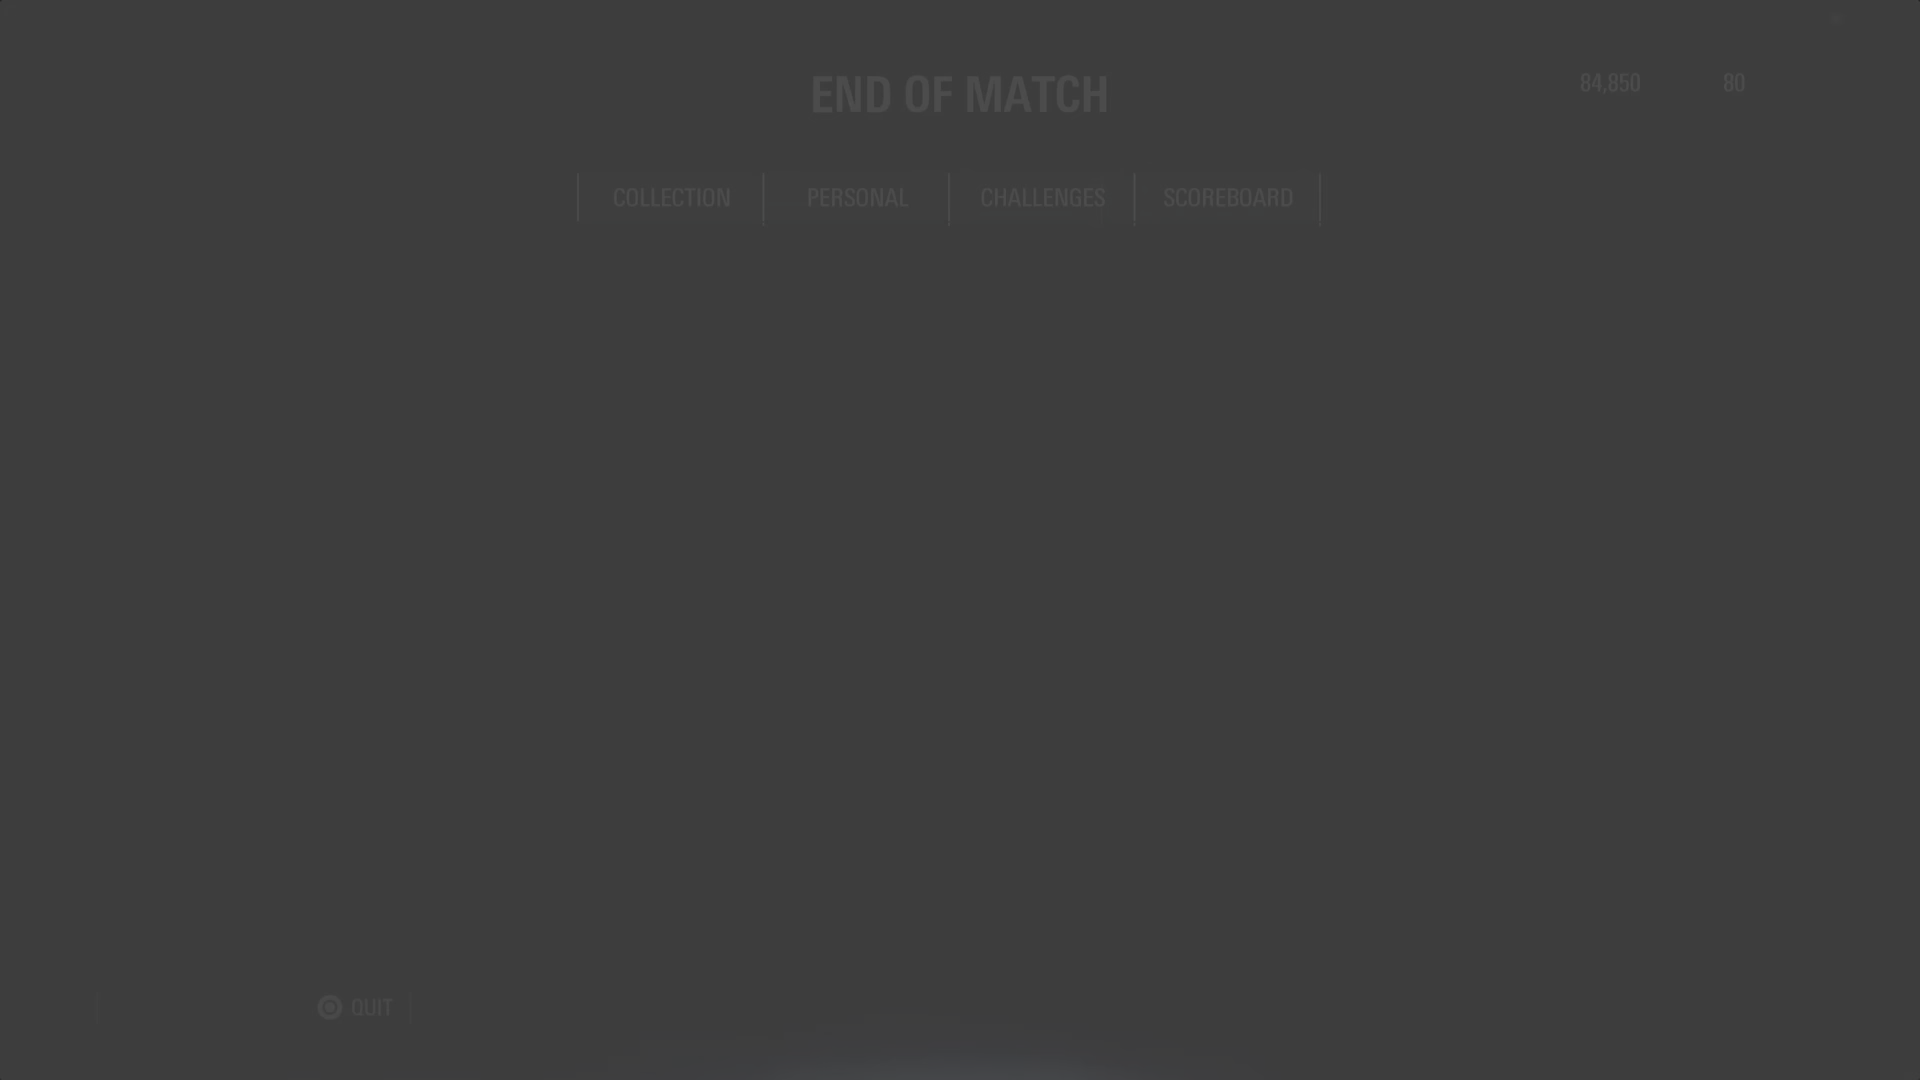 END OF MATCH
84,850
80
COLLECTION
PERSONAL
CHALLENGES
SCOREBOARD
QUIT